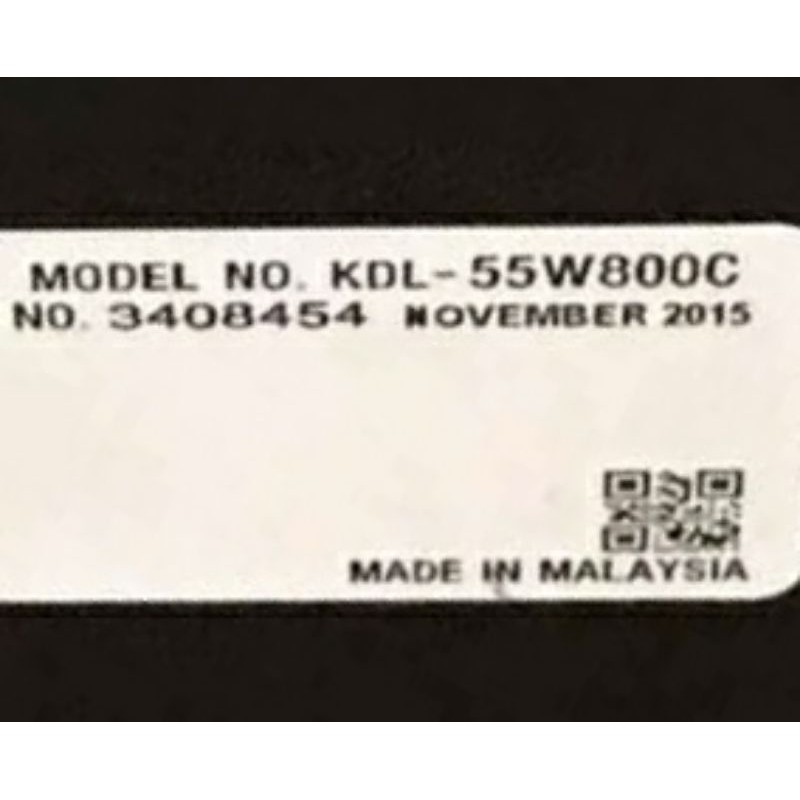 MODEL NO. KDL-55W800C
NO. 3408454 NOVEMBER 2015
MADE IN MALAYSIA